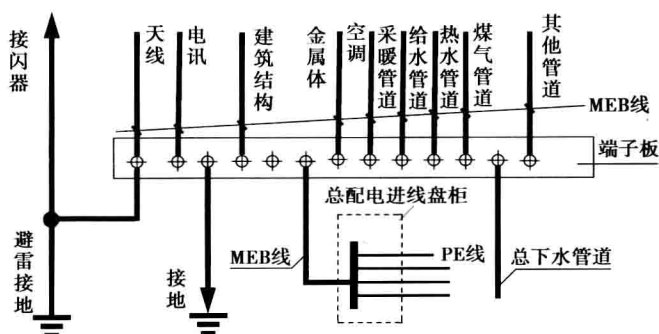 接闪器
天线
电讯
建筑结构
金属体
空调
采暖管道
给水管道
热水管道
煤气管道
其他管道
MEB线
端子板
总配电进线盘柜
避雷接地
接地
MEB线
PE线
总下水管道